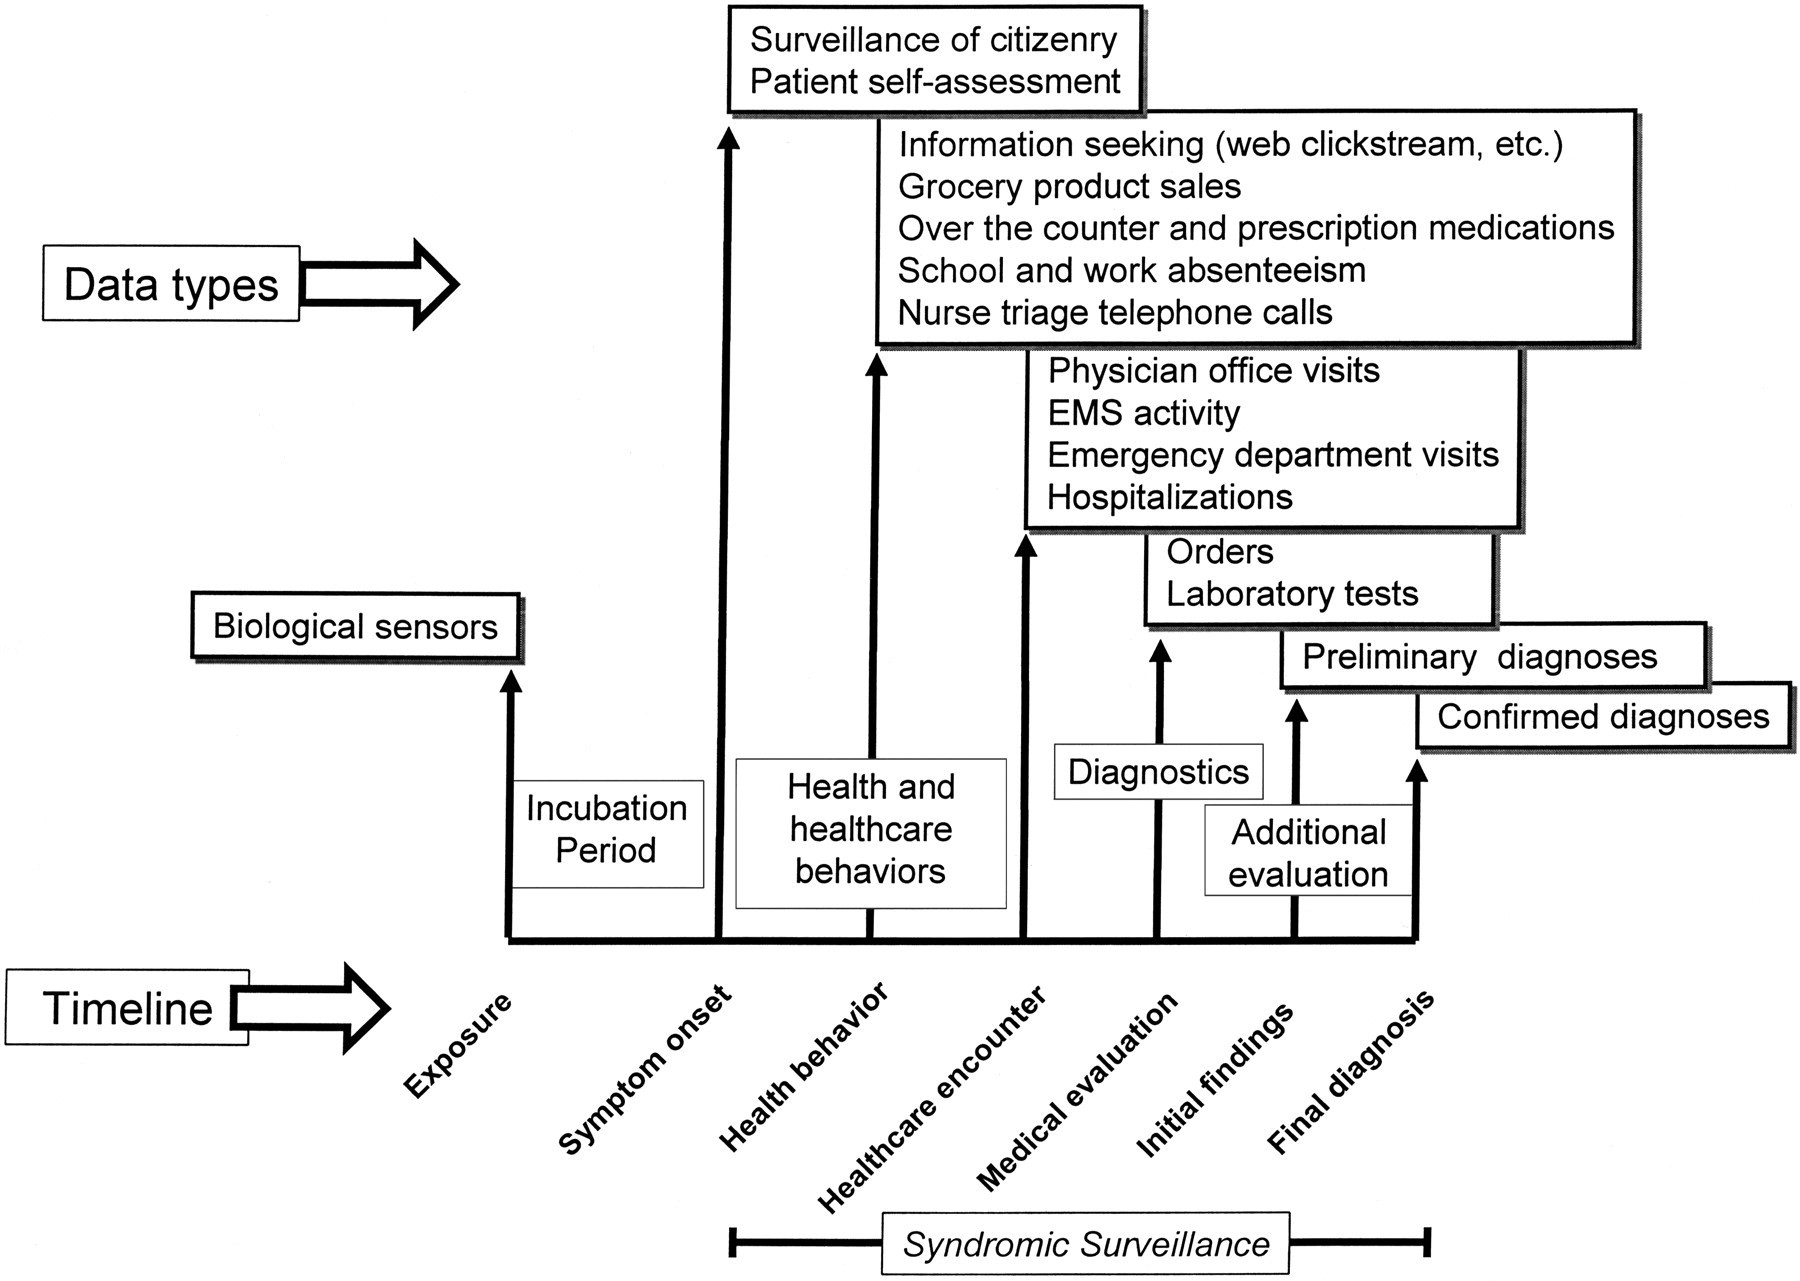 Surveillance of citizenry
Patient self-assessment
Information seeking (web clickstream, etc.)
Grocery product sales
Over the counter and prescription medications
School and work absenteeism
Nurse triage telephone calls
Data types
Physician office visits
EMS activity
Emergency department visits
Hospitalizations
Orders
Laboratory tests
Biological sensors
Preliminary diagnoses
Confirmed diagnoses
Incubation
Period
Health and
healthcare
behaviors
Diagnostics
Additional
evaluation
Timeline
Exposure
Symptom onset
Health behavior
Healthcare encounter
Medical evaluation
Initial findings
Final diagnosis
Syndromic Surveillance